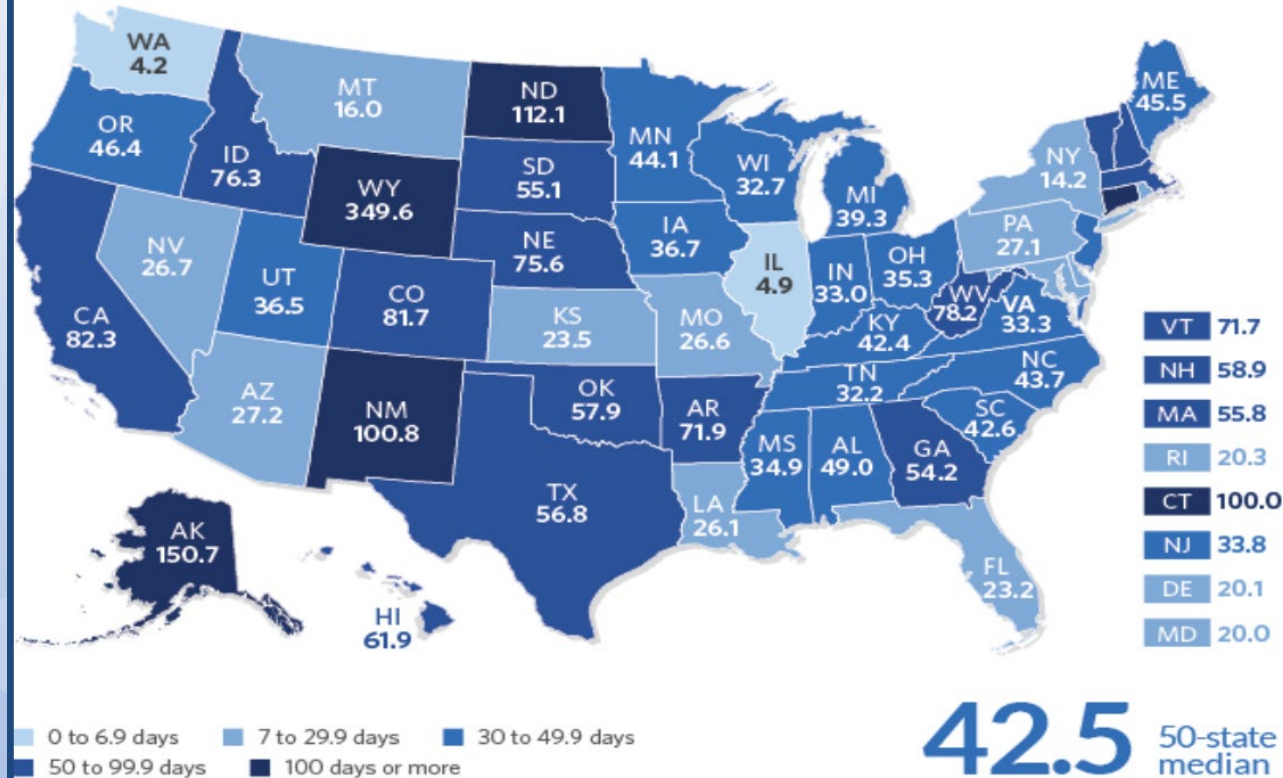 WA
4.2
MT
16.0
ND
112.1
ME
45.5
OR
46.4
ID
76.3
MN
44.1
WI
32.7
NY
14.2
SD
55.1
WY
349.6
MI
39.3
PA
27.1
NE
75.6
IA
36.7
NV
26.7
UT
36.5
CO
81.7
IL
4.9
IN
33.0
OH
35.3
WV
78.2
VA
33.3
CA
82.3
KS
23.5
MO
26.6
KY
42.4
NC
43.7
TN
32.2
AZ
27.2
NM
100.8
OK
57.9
AR
71.9
SC
42.6
MS
34.9
AL
49.0
GA
54.2
TX
56.8
LA
26.1
FL
23.2
AK
150.7
HI
61.9
VT 71.7
NH 58.9
MA 55.8
RI 20.3
CT 100.0
NJ 33.8
DE 20.1
MD 20.0
0 to 6.9 days 7 to 29.9 days 30 to 49.9 days
50 to 99.9 days 100 days or more
42.5 50-state
median